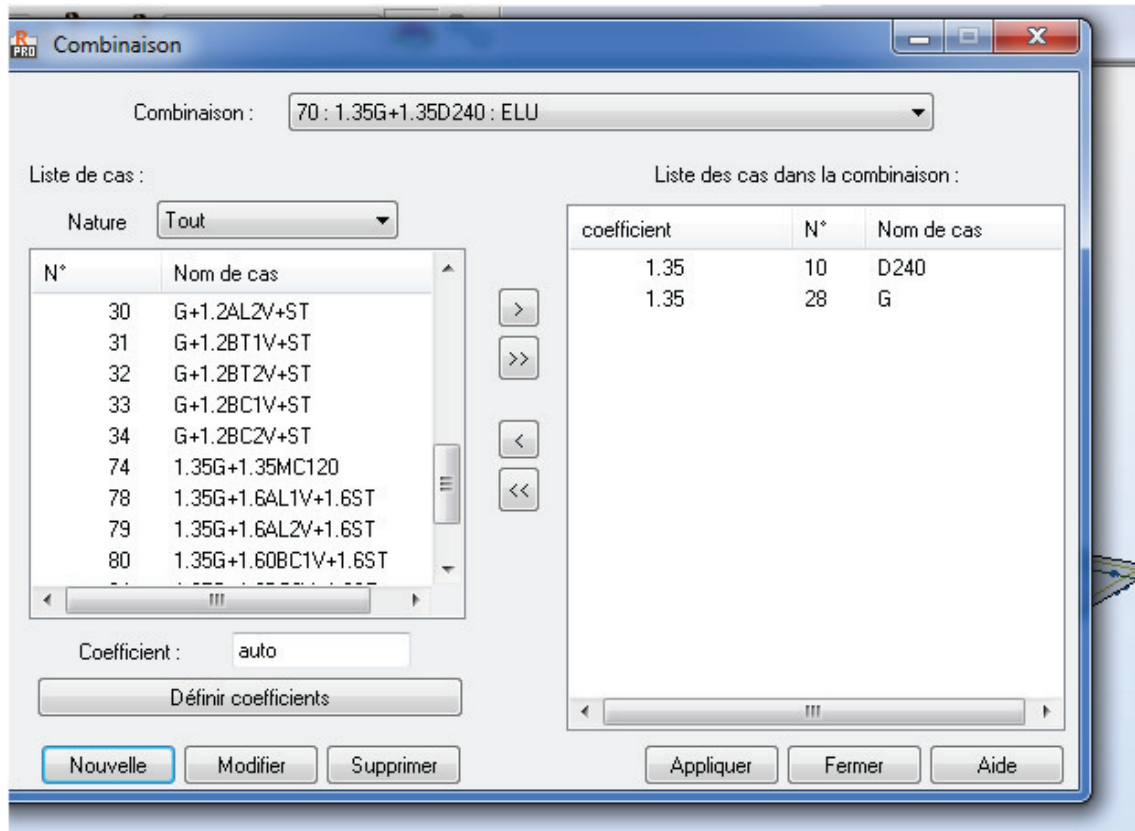 R PRO Combinaison
Combinaison : 70 : 1.35G+1.35D240 : ELU
Liste de cas :
Liste des cas dans la combinaison :
Nature Tout
N° Nom de cas
30 G+1.2AL2V+ST
31 G+1.2BT1V+ST
32 G+1.2BT2V+ST
33 G+1.2BC1V+ST
34 G+1.2BC2V+ST
74 1.35G+1.35MC120
78 1.35G+1.6AL1V+1.6ST
79 1.35G+1.6AL2V+1.6ST
80 1.35G+1.60BC1V+1.6ST
>
>>
<
<<
coefficient N° Nom de cas
1.35 10 D240
1.35 28 G
Coefficient : auto
Définir coefficients
Nouvelle Modifier Supprimer Appliquer Fermer Aide